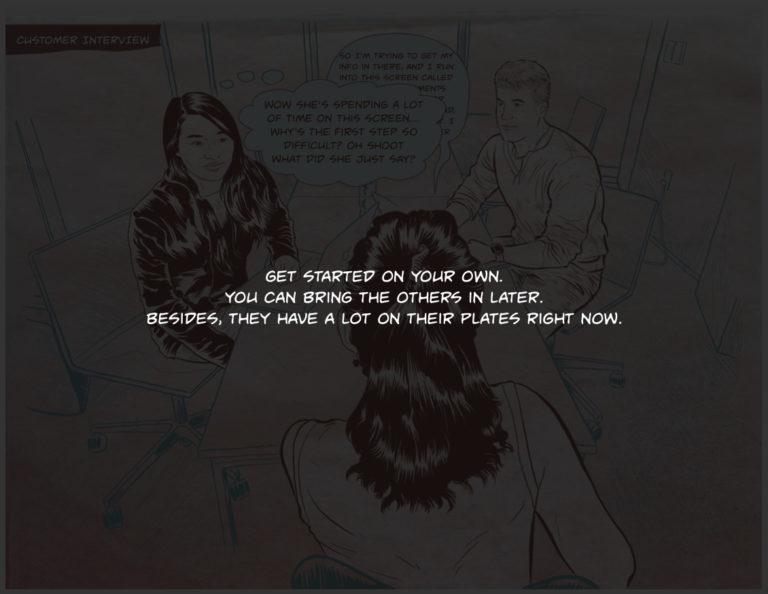 CUSTOMER INTERVIEW
SO I'M TRYING TO GET MY
INFO IN THERE, AND I RUN
INTO THIS SCREEN CALLED
WOW SHE'S SPENDING A LOT
OF TIME ON THIS SCREEN...
WHY'S THE FIRST STEP SO
DIFFICULT? OH SHOOT
WHAT DID SHE JUST SAY?
GET STARTED ON YOUR OWN.
YOU CAN BRING THE OTHERS IN LATER.
BESIDES, THEY HAVE A LOT ON THEIR PLATES RIGHT NOW.